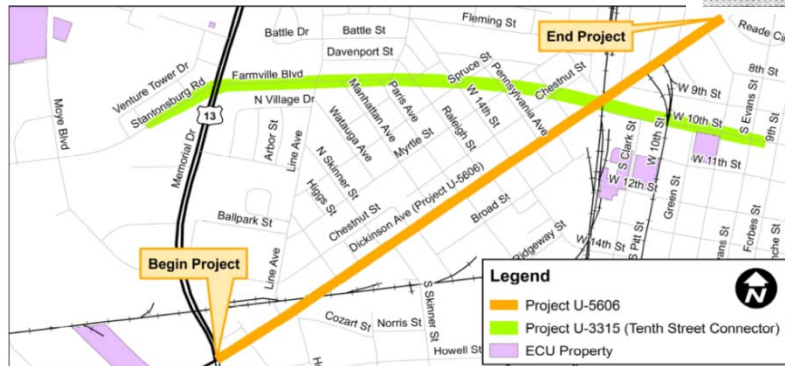 Fleming St
Reade Cir
Battle Dr
Battle St
End Project
Davenport St
Spruce St
Pennsylvania Ave
Chestnut St
8th St
W 9th St
Venture Tower Dr
Farmville Blvd
Stantonsburg Rd
Moye Blvd
N Village Dr
Manhattan Ave
Paris Ave
W 14th St
S Evans St
9th St
W 10th St
13
Memorial Dr
Arbor St
Line Ave
Watauga Ave
Myrtle St
Raleigh St
S Clark St
W 10th St
W 11th St
W 12th St
N Skinner St
Higgs St
Green St
Dickinson Ave (Project U-5606)
Chestnut St
Broad St
Ballpark St
Line Ave
Ridgeway St
W 14th St
S Pitt St
Forbes St
Begin Project
S Skinner St
Cozart St
Norris St
Howell St
Legend
Project U-5606
Project U-3315 (Tenth Street Connector)
ECU Property
N